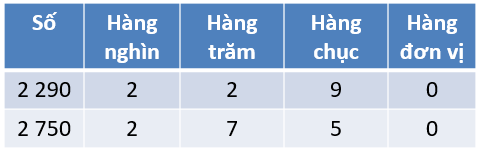 Số Hàng nghìn Hàng trăm Hàng chục Hàng đơn vị
2 290 2 2 9 0
2 750 2 7 5 0